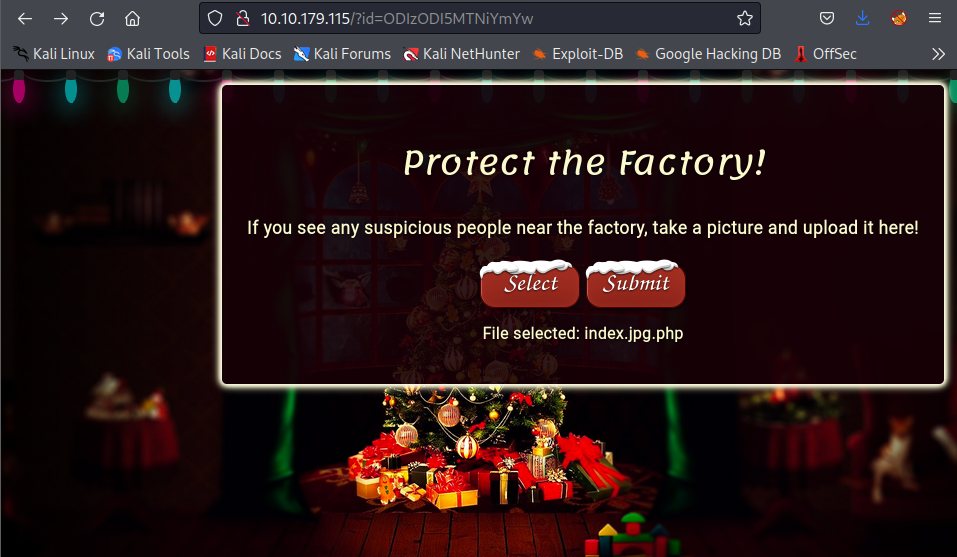 10.10.179.115/?id=ODIzODI5MTNiYmYw
Kali Linux Kali Tools Kali Docs Kali Forums Kali NetHunter Exploit-DB Google Hacking DB OffSec
Protect the Factory!
If you see any suspicious people near the factory, take a picture and upload it here!
Select Submit
File selected: index.jpg.php